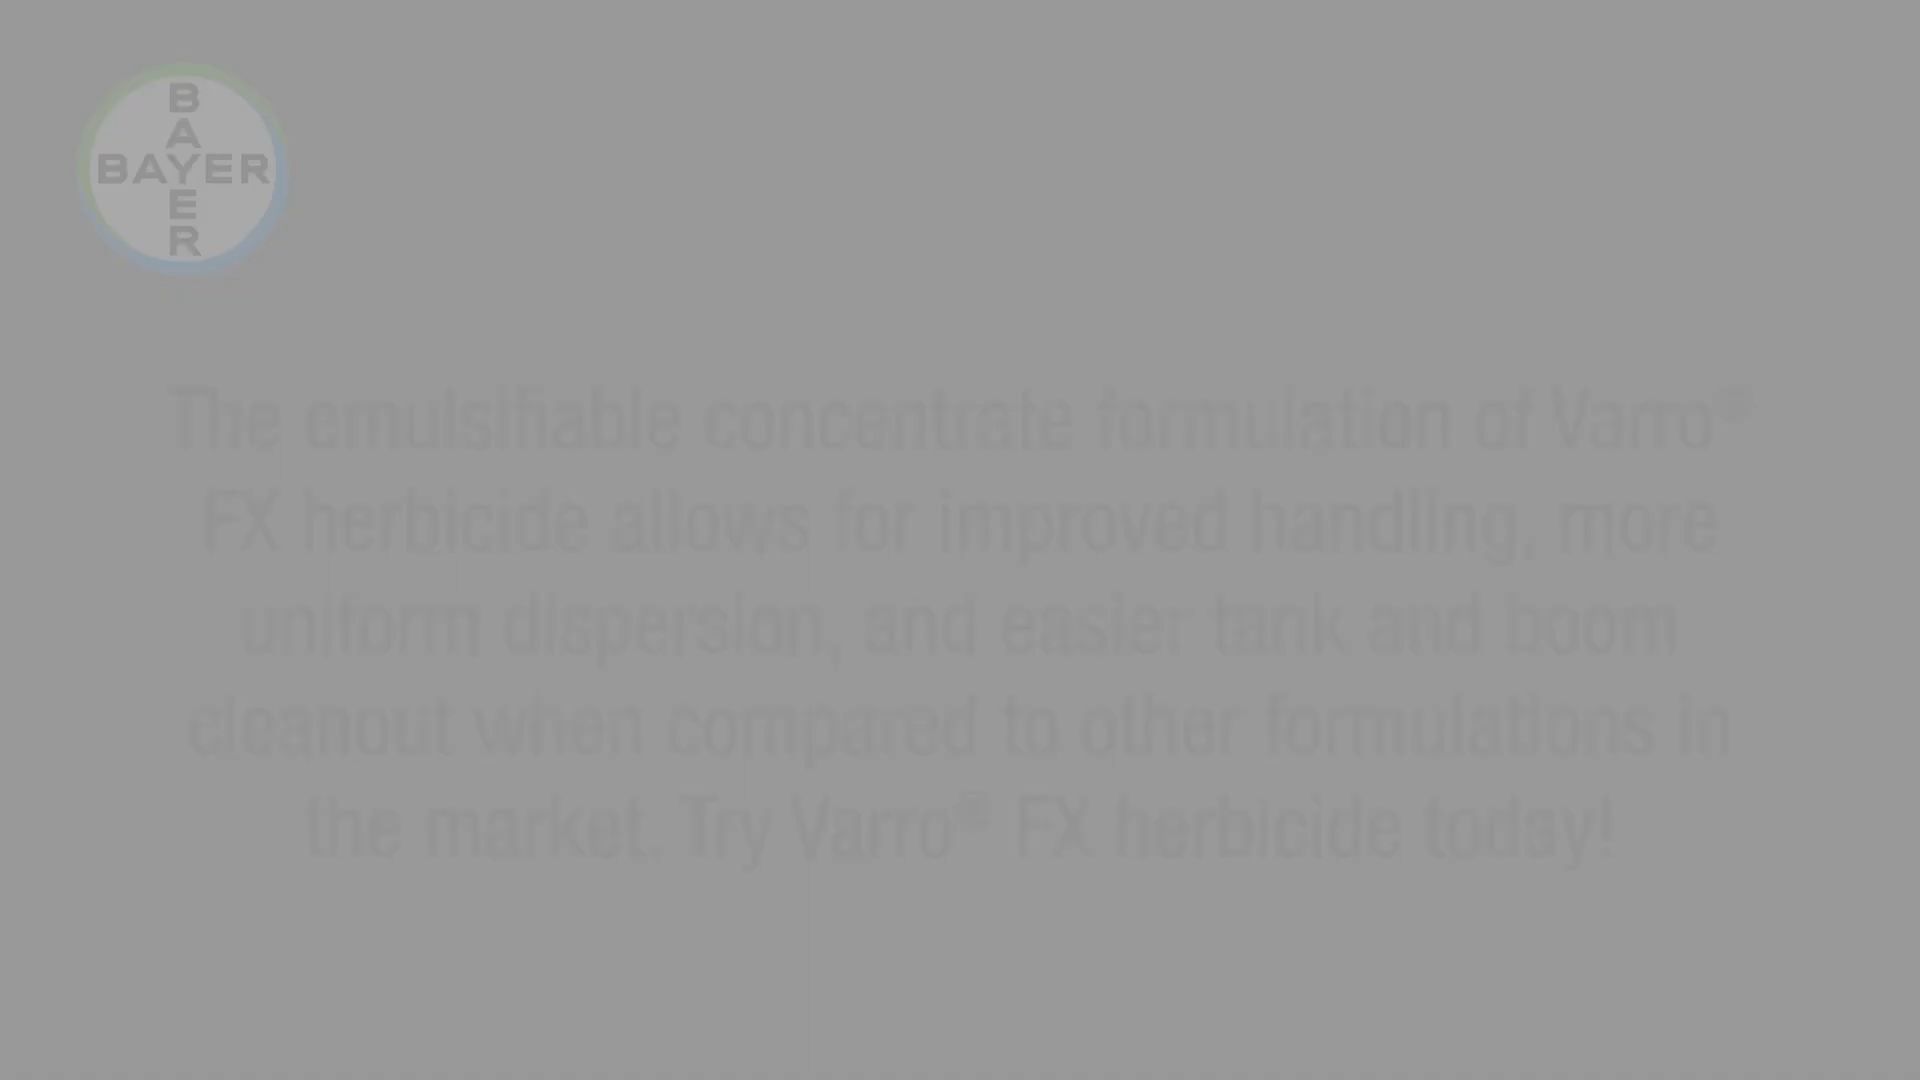 BAYER
BAYER
The emulsifiable concentrate formulation of Varro®
FX herbicide allows for improved handling, more
uniform dispersion, and easier tank and boom
cleanout when compared to other formulations in
the market. Try Varro® FX herbicide today!